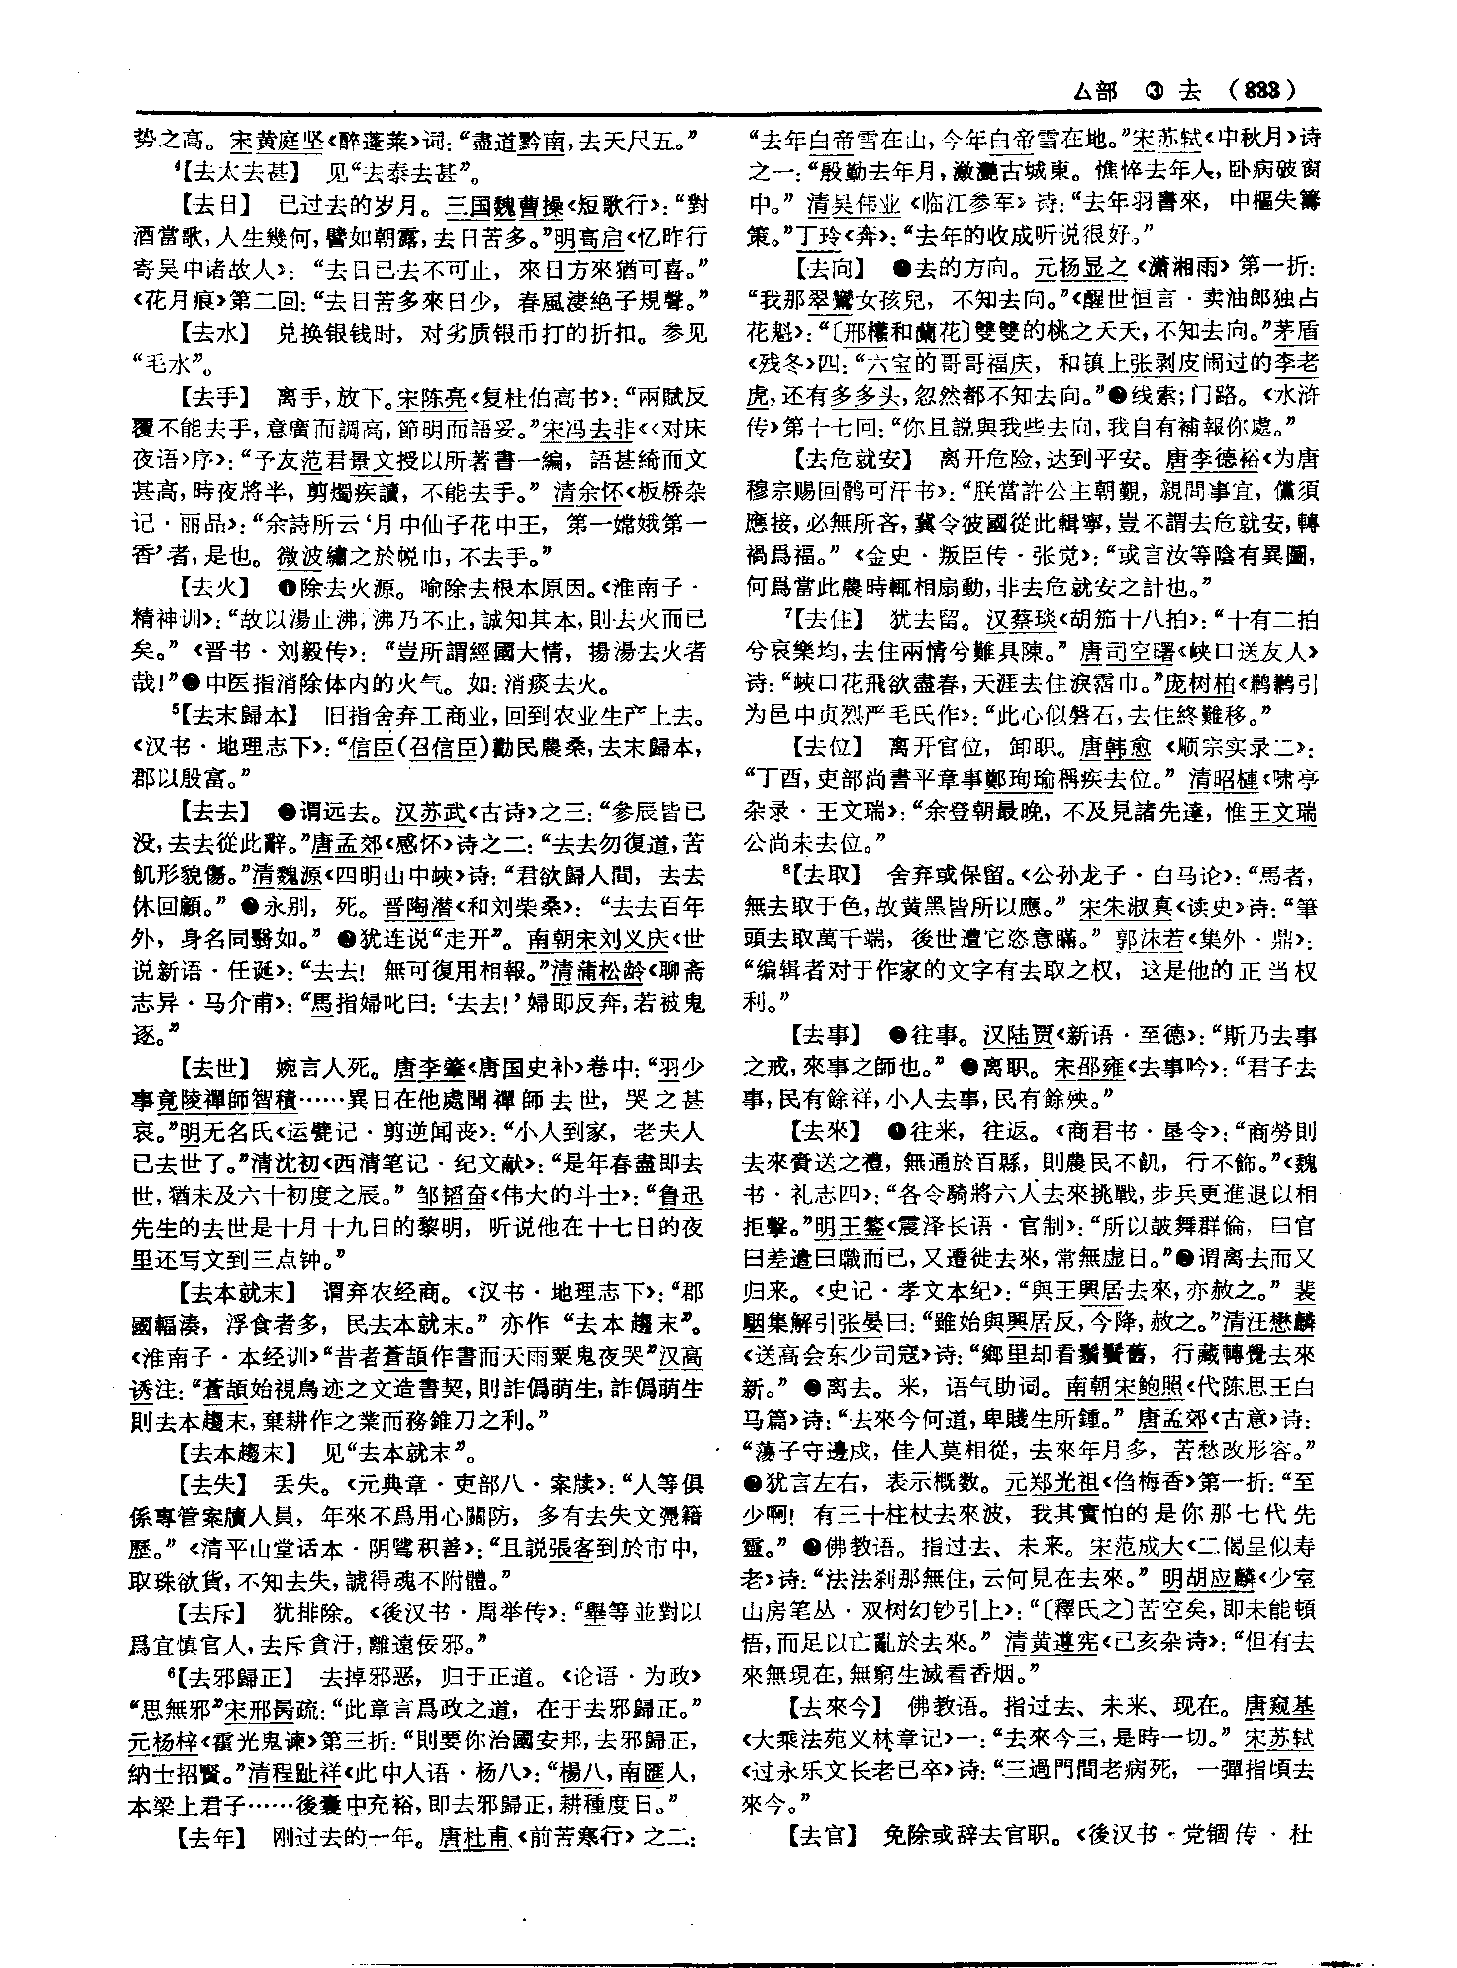 厶部 ③ 去 （833）
势之高。宋黄庭坚《醉蓬莱》词：“盡道黔南，去天尺五。”
4【去太去甚】 见“去泰去甚”。
【去日】 已过去的岁月。三国魏曹操《短歌行》：“對
酒當歌，人生幾何，譬如朝露，去日苦多。”明高启《忆昨行
寄吴中诸故人》：“去日已去不可止，來日方來猶可喜。”
《花月痕》第二回：“去日苦多來日少，春風淒絶子規聲。”
【去水】 兑换银钱时，对劣质银币打的折扣。参见
“毛水”。
【去手】 离手，放下。宋陈亮《复杜伯高书》：“兩賦反
覆不能去手，意廣而調高，節明而語妥。”宋冯去非《〈对床
夜语〉序》：“予友范君景文授以所著書一編，語甚綺而文
甚高，時夜將半，剪燭疾讀，不能去手。”清余怀《板桥杂
记·丽品》：“余詩所云‘月中仙子花中王，第一嫦娥第一
香’者，是也。微波繡之於帨巾，不去手。”
【去火】 ❶除去火源。喻除去根本原因。《淮南子·
精神训》：“故以湯止沸，沸乃不止，誠知其本，則去火而已
矣。”《晋书·刘毅传》：“豈所謂經國大情，揚湯去火者
哉！”❷中医指消除体内的火气。如：消痰去火。
5【去末歸本】 旧指舍弃工商业，回到农业生产上去。
《汉书·地理志下》：“信臣（召信臣）勸民農桑，去末歸本，
郡以殷富。”
【去去】 ❶谓远去。汉苏武《古诗》之三：“參辰皆已
没，去去從此辭。”唐孟郊《感怀》诗之二：“去去勿復道，苦
飢形貌傷。”清魏源《四明山中峡》诗：“君欲歸人間，去去
休回顧。”❷永别，死。晋陶潜《和刘柴桑》：“去去百年
外，身名同翳如。”❸犹连说“走开”。南朝宋刘义庆《世
说新语·任诞》：“去去！無可復用相報。”清蒲松龄《聊斋
志异·马介甫》：“馬指婦叱曰：‘去去！’婦即反奔，若被鬼
逐。”
【去世】 婉言人死。唐李肇《唐国史补》卷中：“羽少
事竟陵禪師智積……異日在他處聞禪師去世，哭之甚
哀。”明无名氏《运甓记·剪逆闻丧》：“小人到家，老夫人
已去世了。”清沈初《西清笔记·纪文献》：“是年春盡即去
世，猶未及六十初度之辰。”邹韬奋《伟大的斗士》：“鲁迅
先生的去世是十月十九日的黎明，听说他在十七日的夜
里还写文到三点钟。”
【去本就末】 谓弃农经商。《汉书·地理志下》：“郡
國輻湊，浮食者多，民去本就末。”亦作“去本趨末”。
《淮南子·本经训》“昔者蒼頡作書而天雨粟鬼夜哭”汉高
诱注：“蒼頡始視鳥迹之文造書契，則詐僞萌生，詐僞萌生
則去本趨末，棄耕作之業而務錐刀之利。”
【去本趨末】 见“去本就末”。
【去失】 丢失。《元典章·吏部八·案牍》：“人等俱
係專管案牘人員，年來不爲用心關防，多有去失文憑籍
歷。”《清平山堂话本·阴骘积善》：“且説張客到於市中，
取珠欲貨，不知去失，諕得魂不附體。”
【去斥】 犹排除。《後汉书·周举传》：“舉等並對以
爲宜慎官人，去斥貪汙，離遠佞邪。”
6【去邪歸正】 去掉邪恶，归于正道。《论语·为政》
“思無邪”宋邢昺疏：“此章言爲政之道，在于去邪歸正。”
元杨梓《霍光鬼谏》第三折：“則要你治國安邦，去邪歸正，
纳士招賢。”清程趾祥《此中人语·杨八》：“楊八，南匯人，
本梁上君子……後囊中充裕，即去邪歸正，耕種度日。”
【去年】 刚过去的一年。唐杜甫《前苦寒行》之二：
“去年白帝雪在山，今年白帝雪在地。”宋苏轼《中秋月》诗
之一：“殷勤去年月，瀲灔古城東。憔悴去年人，卧病破窗
中。”清吴伟业《临江参军》诗：“去年羽書來，中樞失籌
策。”丁玲《奔》：“去年的收成听说很好。”
【去向】 ❶去的方向。元杨显之《潇湘雨》第一折：
“我那翠鸞女孩兒，不知去向。”《醒世恒言·卖油郎独占
花魁》：“〔邢權和蘭花〕雙雙的桃之夭夭，不知去向。”茅盾
《残冬》四：“六宝的哥哥福庆，和镇上张剥皮闹过的李老
虎，还有多多头，忽然都不知去向。”❷线索；门路。《水浒
传》第十七回：“你且説與我些去向，我自有補報你處。”
【去危就安】 离开危险，达到平安。唐李德裕《为唐
穆宗赐回鹘可汗书》：“朕當許公主朝覲，親問事宜，儻須
應接，必無所吝，冀令彼國從此輯寧，豈不謂去危就安，轉
禍爲福。”《金史·叛臣传·张觉》：“或言汝等陰有異圖，
何爲當此農時輒相扇動，非去危就安之計也。”
7【去住】 犹去留。汉蔡琰《胡笳十八拍》：“十有二拍
兮哀樂均，去住兩情兮難具陳。”唐司空曙《峡口送友人》
诗：“峽口花飛欲盡春，天涯去住淚霑巾。”庞树柏《鹧鸪引
为邑中贞烈严毛氏作》：“此心似磐石，去住終難移。”
【去位】 离开官位，卸职。唐韩愈《顺宗实录二》：
“丁酉，吏部尚書平章事鄭珣瑜稱疾去位。”清昭梿《啸亭
杂录·王文瑞》：“余登朝最晚，不及見諸先達，惟王文瑞
公尚未去位。”
8【去取】 舍弃或保留。《公孙龙子·白马论》：“馬者，
無去取于色，故黄黑皆所以應。”宋朱淑真《读史》诗：“筆
頭去取萬千端，後世遭它恣意瞞。”郭沫若《集外·鼎》：
“编辑者对于作家的文字有去取之权，这是他的正当权
利。”
【去事】 ❶往事。汉陆贾《新语·至德》：“斯乃去事
之戒，來事之師也。”❷离职。宋邵雍《去事吟》：“君子去
事，民有餘祥，小人去事，民有餘殃。”
【去來】 ❶往来，往返。《商君书·垦令》：“商勞則
去來賫送之禮，無通於百縣，則農民不飢，行不飾。”《魏
书·礼志四》：“各令騎將六人去來挑戰，步兵更進退以相
拒擊。”明王鏊《震泽长语·官制》：“所以鼓舞群倫，曰官
曰差遣曰職而已，又遷徙去來，常無虚日。”❷谓离去而又
归来。《史记·孝文本纪》：“與王興居去來，亦赦之。”裴
駰集解引张晏曰：“雖始與興居反，今降，赦之。”清汪懋麟
《送高会东少司寇》诗：“鄉里却看鬚鬢舊，行藏轉覺去來
新。”❸离去。来，语气助词。南朝宋鲍照《代陈思王白
马篇》诗：“去來今何道，卑賤生所鍾。”唐孟郊《古意》诗：
“蕩子守邊戍，佳人莫相從，去來年月多，苦愁改形容。”
❹犹言左右，表示概数。元郑光祖《㑇梅香》第一折：“至
少啊！有三十柱杖去來波，我其實怕的是你那七代先
靈。”❺佛教语。指过去、未来。宋范成大《二偈呈似寿
老》诗：“法法刹那無住，云何見在去來。”明胡应麟《少室
山房笔丛·双树幻钞引上》：“〔釋氏之〕苦空矣，即未能頓
悟，而足以亡亂於去來。”清黄遵宪《己亥杂诗》：“但有去
來無現在，無窮生滅看香烟。”
【去來今】 佛教语。指过去、未来、现在。唐窥基
《大乘法苑义林章记》一：“去來今三，是時一切。”宋苏轼
《过永乐文长老已卒》诗：“三過門間老病死，一彈指頃去
來今。”
【去官】 免除或辞去官职。《後汉书·党锢传·杜